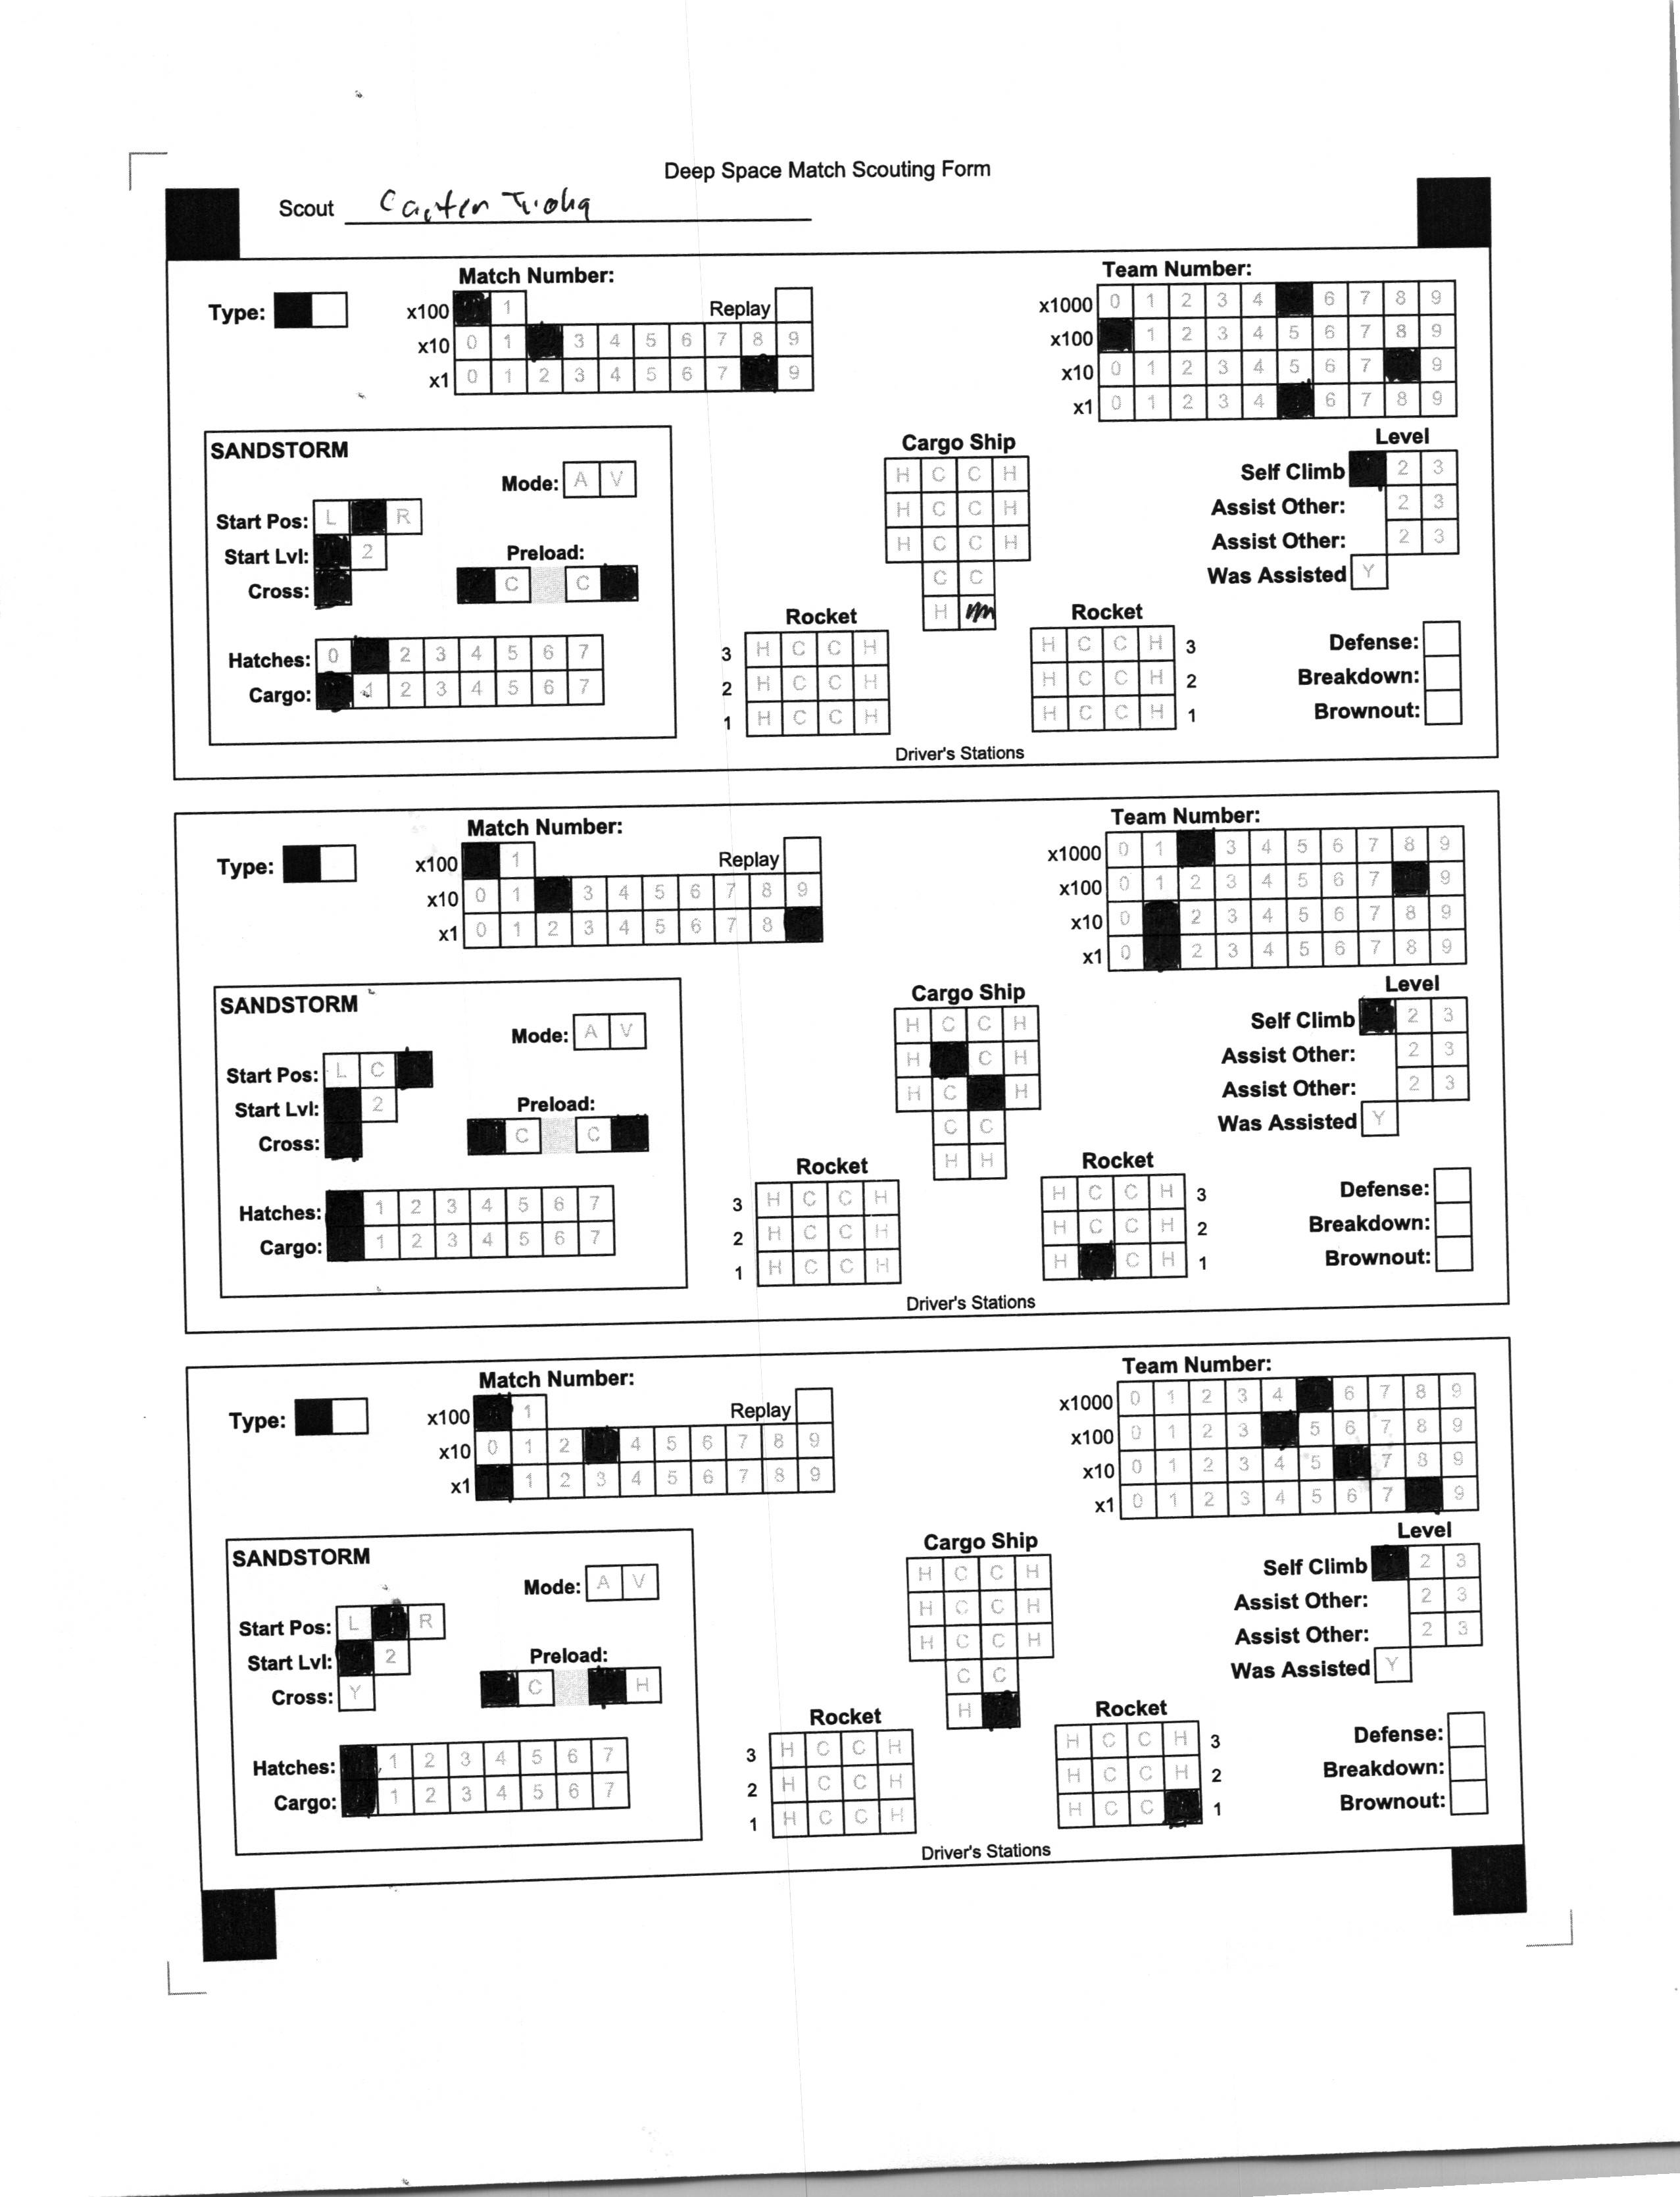 Deep Space Match Scouting Form
Scout Carter
Match Number: Team Number:
Type: x100 1 Replay x1000 0 1 2 3 4 6 7 8 9
x10 0 1 3 4 5 6 7 8 9 x100 1 2 3 4 5 6 7 8 9
x1 0 1 2 3 4 5 6 7 9 x10 0 1 2 3 4 5 6 7 9
x1 0 1 2 3 4 6 7 8 9
SANDSTORM Cargo Ship Level
Mode: A V H C C H Self Climb 2 3
Start Pos: L R H C C H Assist Other: 2 3
Start Lvl: 2 Preload: H C C H Assist Other: 2 3
Cross: C C C C Was Assisted Y
Rocket H Rocket
Hatches: 0 2 3 4 5 6 7 3 H C C H H C C H 3 Defense:
Cargo: 1 2 3 4 5 6 7 2 H C C H H C C H 2 Breakdown:
1 H C C H H C C H 1 Brownout:
Driver's Stations
Match Number: Team Number:
Type: x100 1 Replay x1000 0 1 3 4 5 6 7 8 9
x10 0 1 3 4 5 6 7 8 9 x100 0 1 2 3 4 5 6 7 9
x1 0 1 2 3 4 5 6 7 8 x10 0 2 3 4 5 6 7 8 9
x1 0 2 3 4 5 6 7 8 9
SANDSTORM Cargo Ship Level
Mode: A V H C C H Self Climb 2 3
Start Pos: L C H C H Assist Other: 2 3
Start Lvl: 2 Preload: H C H Assist Other: 2 3
Cross: C C C C Was Assisted Y
Rocket H H Rocket
Hatches: 1 2 3 4 5 6 7 3 H C C H H C C H 3 Defense:
Cargo: 1 2 3 4 5 6 7 2 H C C H H C C H 2 Breakdown:
1 H C C H H C H 1 Brownout:
Driver's Stations
Match Number: Team Number:
Type: x100 1 Replay x1000 0 1 2 3 4 6 7 8 9
x10 0 1 2 4 5 6 7 8 9 x100 0 1 2 3 5 6 7 8 9
x1 1 2 3 4 5 6 7 8 9 x10 0 1 2 3 4 5 7 8 9
x1 0 1 2 3 4 5 6 7 9
SANDSTORM Cargo Ship Level
Mode: A V H C C H Self Climb 2 3
Start Pos: L R H C C H Assist Other: 2 3
Start Lvl: 2 Preload: H C C H Assist Other: 2 3
Cross: Y C H C C Was Assisted Y
Rocket H Rocket
Hatches: 1 2 3 4 5 6 7 3 H C C H H C C H 3 Defense:
Cargo: 1 2 3 4 5 6 7 2 H C C H H C C H 2 Breakdown:
1 H C C H H C C 1 Brownout:
Driver's Stations